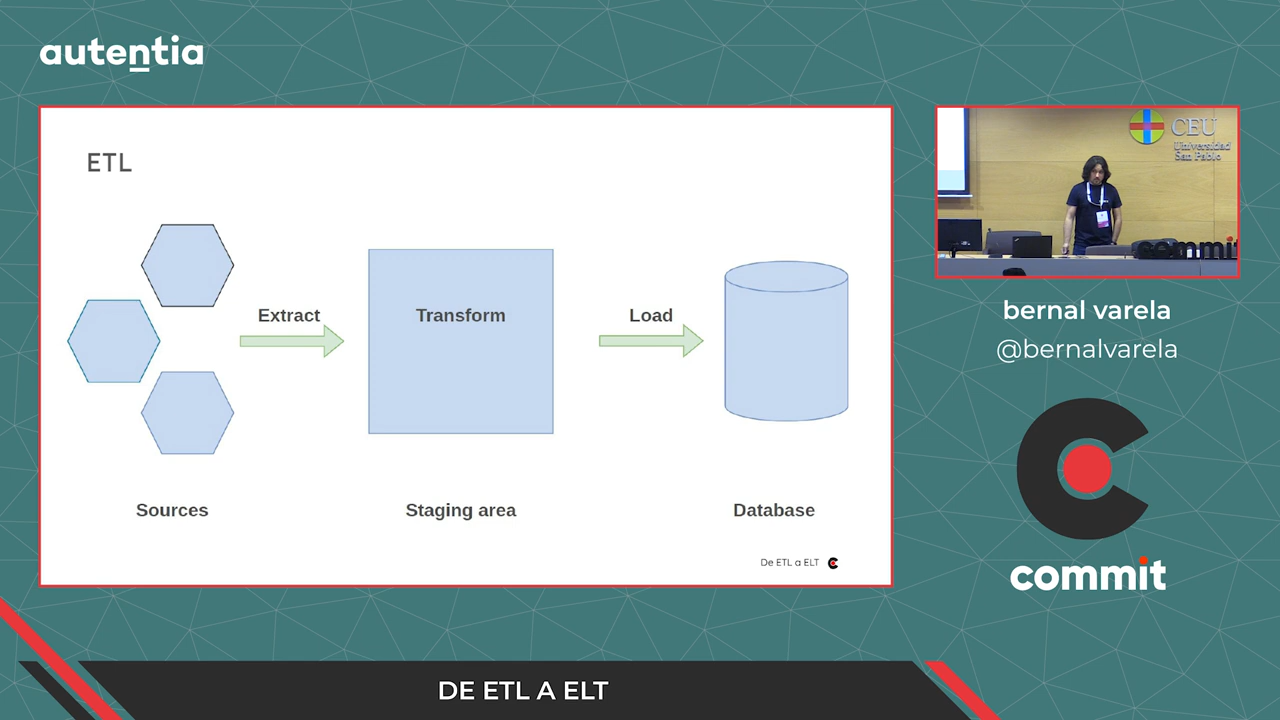 autentia
ETL
Extract
Transform
Load
Sources
Staging area
Database
De ETL a ELT
CEU
Universidad
San Pablo
commit
bernal varela
@bernalvarela
commit
DE ETL A ELT